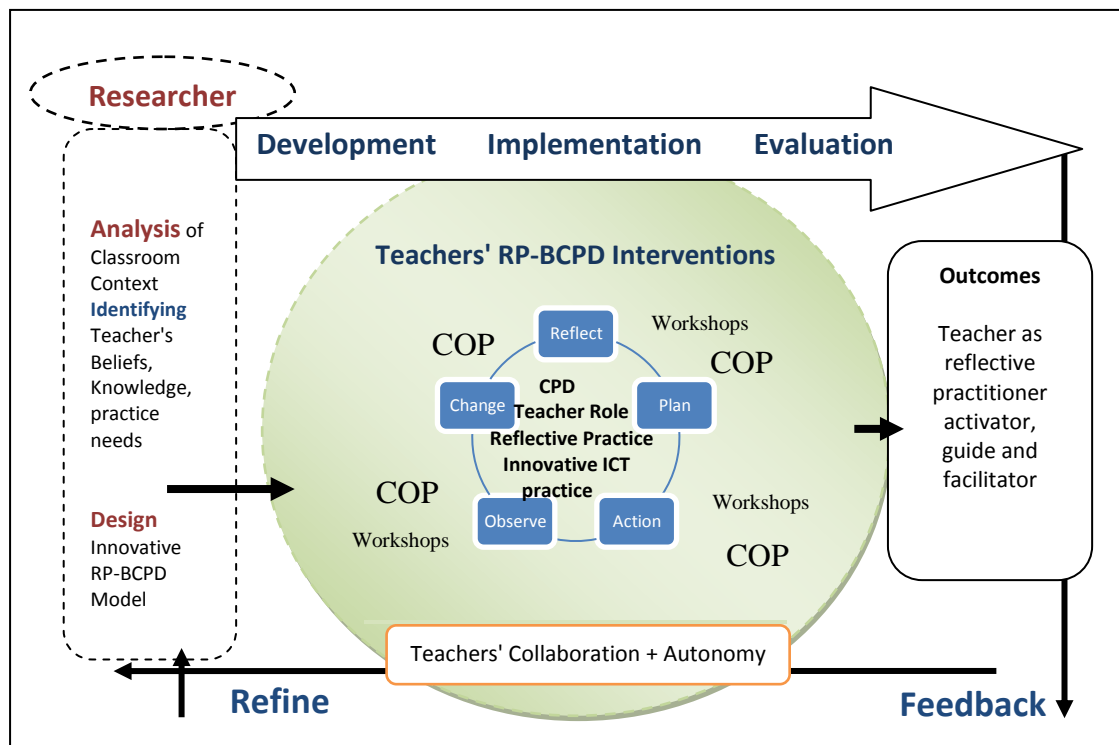 Researcher
Development Implementation Evaluation
Analysis of
Classroom
Context
Identifying
Teacher's
Beliefs,
Knowledge,
practice
needs
Design
Innovative
RP-BCPD
Model
Teachers' RP-BCPD Interventions
COP
Reflect
Workshops
COP
Change
Plan
CPD
Teacher Role
Reflective Practice
Innovative ICT
practice
COP
Workshops
Observe
Action
Workshops
COP
Teachers' Collaboration + Autonomy
Outcomes
Teacher as
reflective
practitioner
activator,
guide and
facilitator
Refine
Feedback